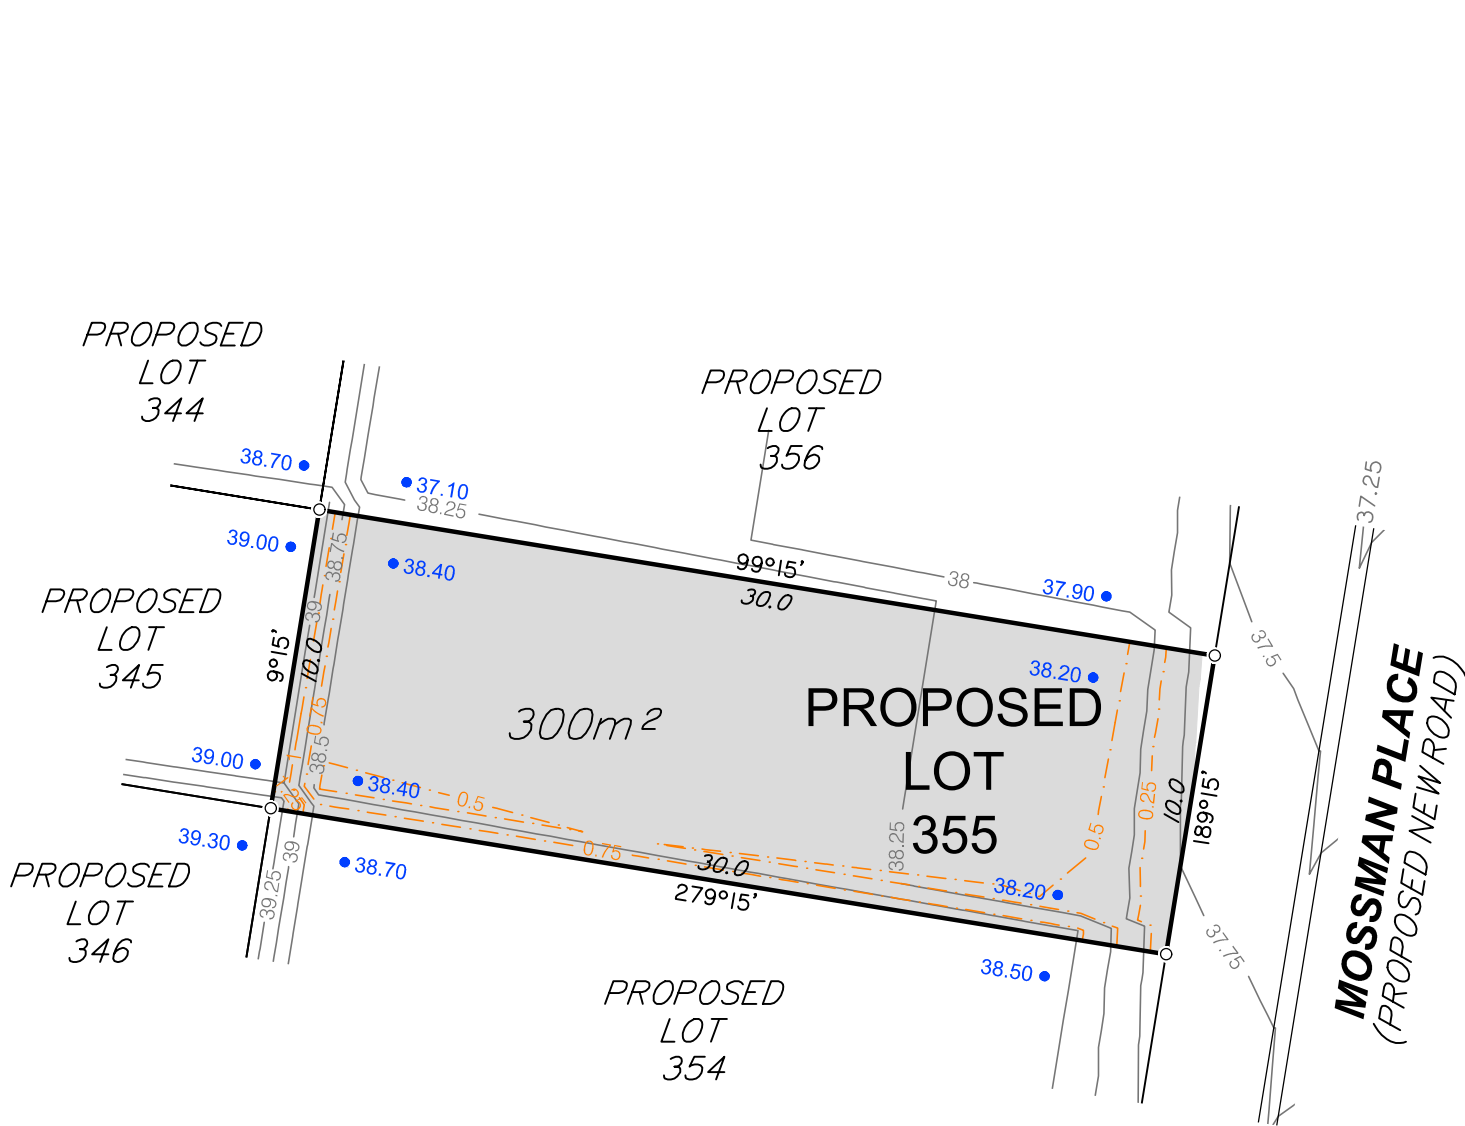 PROPOSED
LOT
344
PROPOSED
LOT
356
38.70
37.10
38.25
37.25
39.00
38.75
38.40
99°15'
30.0
38
37.90
PROPOSED
LOT
345
39
9°15'
10.0
38.20
37.5
0.75
300m²
PROPOSED
LOT
355
38.5
39.00
38.40
0.5
0.75
38.25
0.5
0.25
10.0
189°15'
MOSSMAN PLACE
(PROPOSED NEW ROAD)
39.30
39
38.70
30.0
279°15'
38.20
PROPOSED
LOT
346
39.25
38.50
37.75
PROPOSED
LOT
354